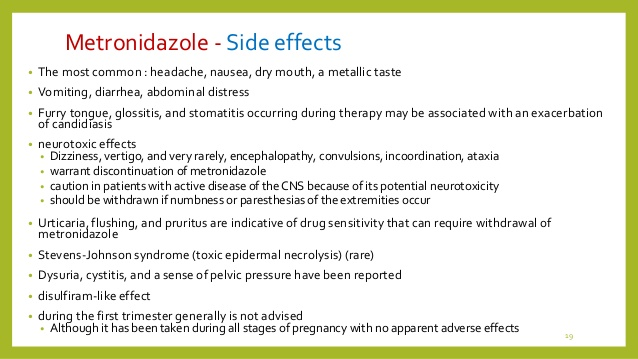 Metronidazole - Side effects
▪ The most common : headache, nausea, dry mouth, a metallic taste
▪ Vomiting, diarrhea, abdominal distress
▪ Furry tongue, glossitis, and stomatitis occurring during therapy may be associated with an exacerbation
of candidiasis
▪ neurotoxic effects
▪ Dizziness, vertigo, and very rarely, encephalopathy, convulsions, incoordination, ataxia
▪ warrant discontinuation of metronidazole
▪ caution in patients with active disease of the CNS because of its potential neurotoxicity
▪ should be withdrawn if numbness or paresthesias of the extremities occur
▪ Urticaria, flushing, and pruritus are indicative of drug sensitivity that can require withdrawal of
metronidazole
▪ Stevens-Johnson syndrome (toxic epidermal necrolysis) (rare)
▪ Dysuria, cystitis, and a sense of pelvic pressure have been reported
▪ disulfiram-like effect
▪ during the first trimester generally is not advised
▪ Although it has been taken during all stages of pregnancy with no apparent adverse effects
19